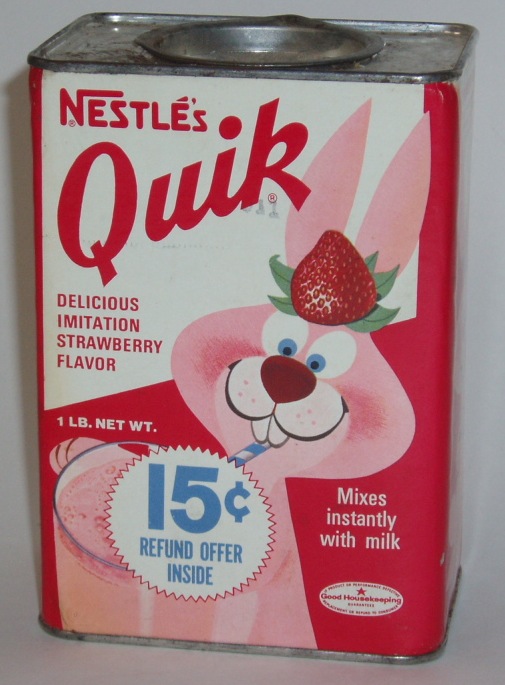 NESTLÉ'S
®
Quik®
DELICIOUS
IMITATION
STRAWBERRY
FLAVOR
1 LB. NET WT.
15¢
REFUND OFFER
INSIDE
Mixes
instantly
with milk
Good Housekeeping
GUARANTEES